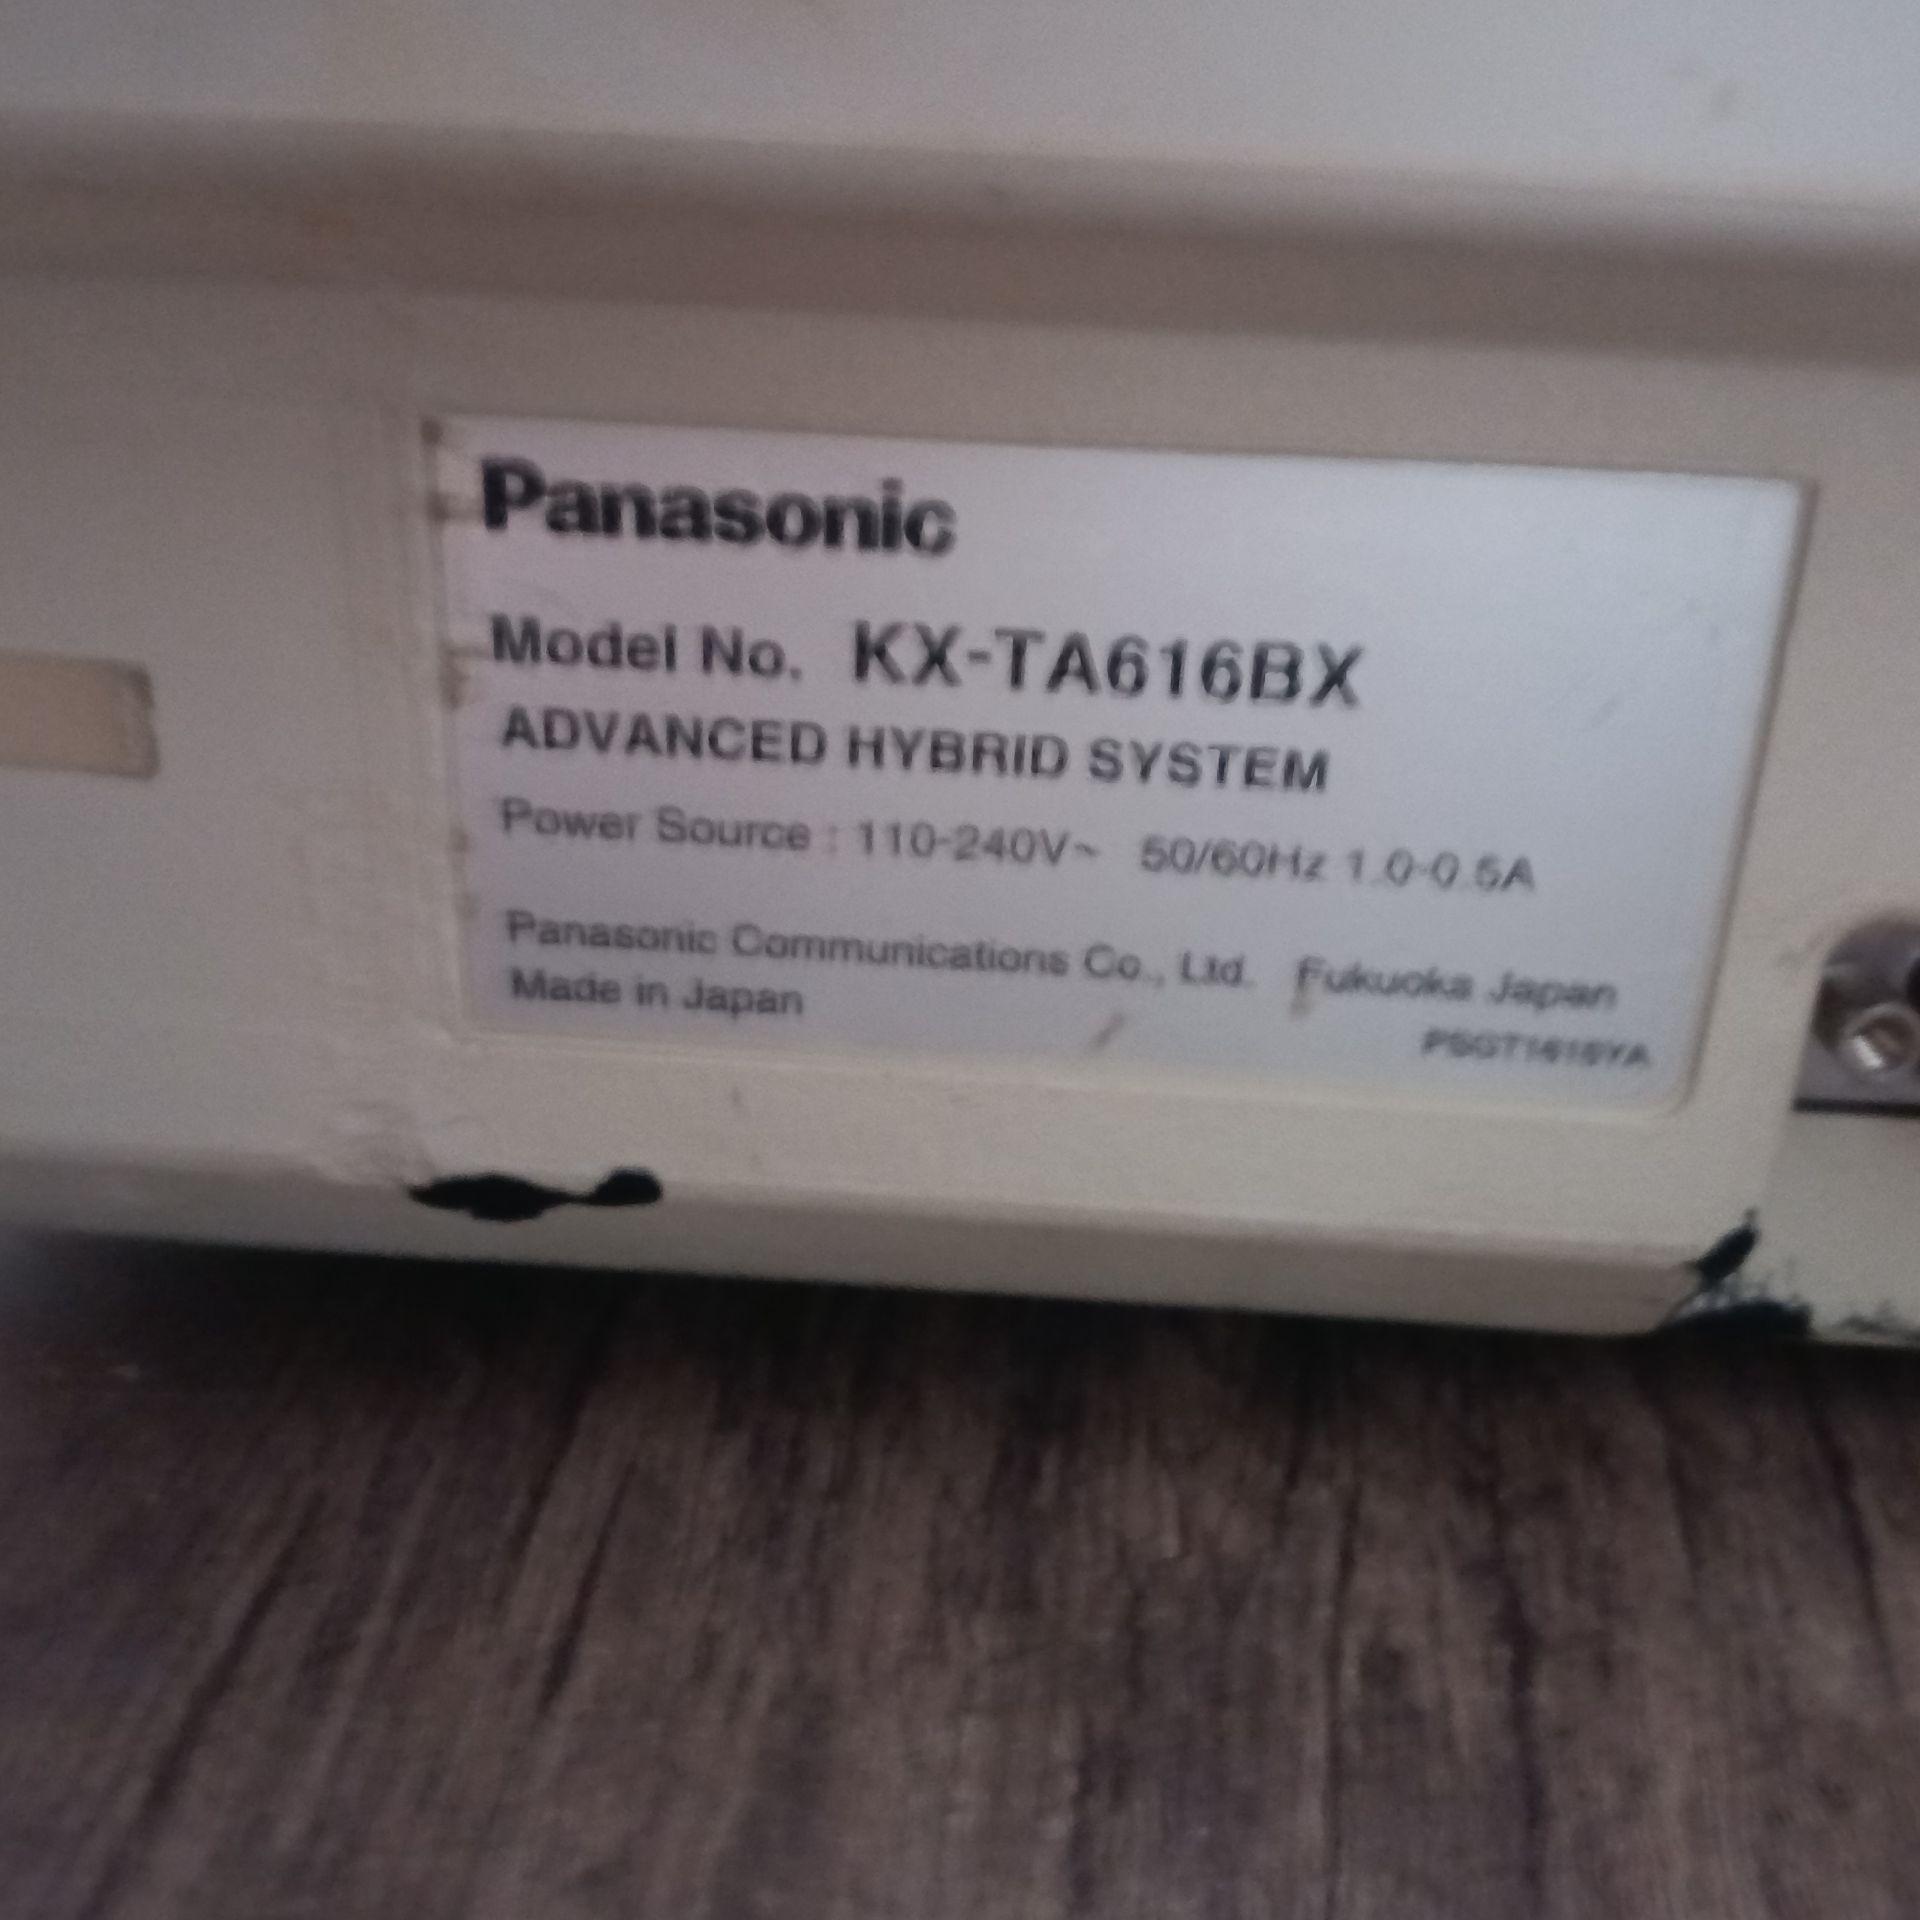 Panasonic
Model No. KX-TA616BX
ADVANCED HYBRID SYSTEM
Power Source : 110-240V~ 50/60Hz 1.0-0.5A
Panasonic Communications Co., Ltd. Fukuoka Japan
Made in Japan